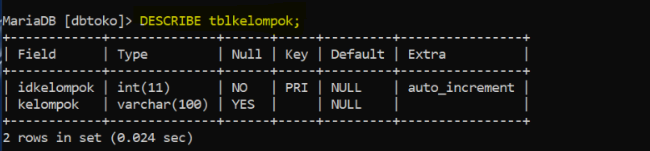 MariaDB [dbtoko]> DESCRIBE tblkelompok;
+------------+--------------+------+-----+---------+----------------+
| Field      | Type         | Null | Key | Default | Extra          |
+------------+--------------+------+-----+---------+----------------+
| idkelompok | int(11)      | NO   | PRI | NULL    | auto_increment |
| kelompok   | varchar(100) | YES  |     | NULL    |                |
+------------+--------------+------+-----+---------+----------------+
2 rows in set (0.024 sec)